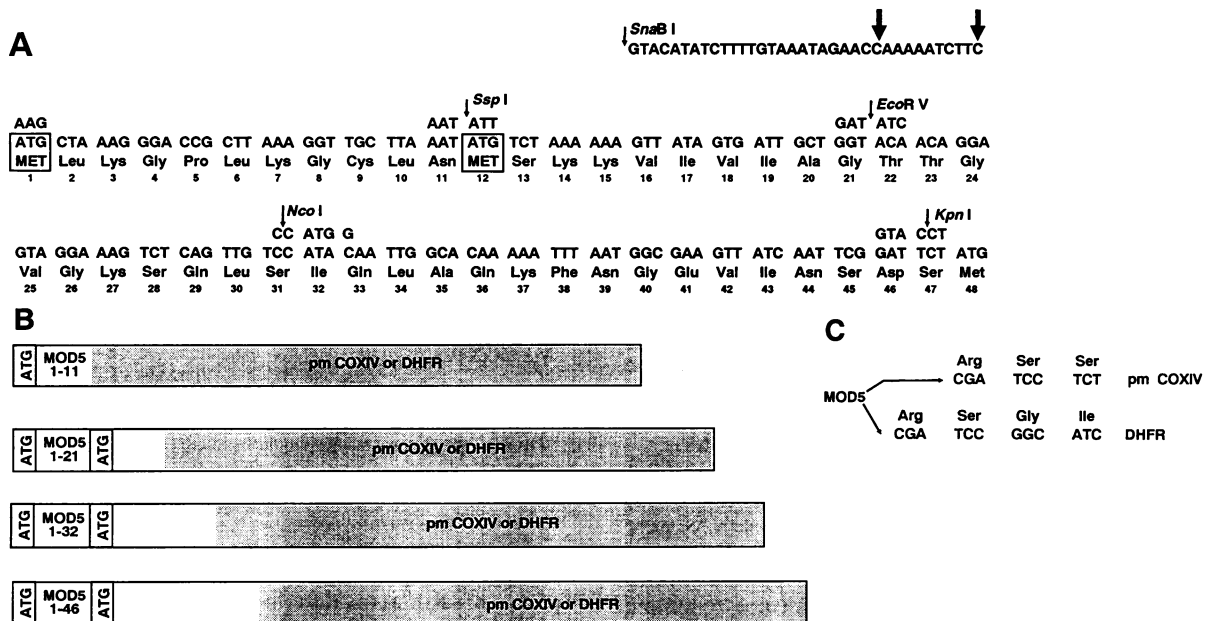 A
SnaB I
GTACATATCTTTTGTAAATAGAACCAAAAATCTTC
Ssp I
EcoR V
AAG AAT ATT GAT ATC
ATG CTA AAG GGA CCG CTT AAA GGT TGC TTA AAT ATG TCT AAA AAA GTT ATA GTG ATT GCT GGT ACA ACA GGA
MET Leu Lys Gly Pro Leu Lys Gly Cys Leu Asn MET Ser Lys Lys Val Ile Val Ile Ala Gly Thr Thr Gly
1 2 3 4 5 6 7 8 9 10 11 12 13 14 15 16 17 18 19 20 21 22 23 24
Nco I
Kpn I
CC ATG G GTA CCT
GTA GGA AAG TCT CAG TTG TCC ATA CAA TTG GCA CAA AAA TTT AAT GGC GAA GTT ATC AAT TCG GAT TCT ATG
Val Gly Lys Ser Gln Leu Ser Ile Gln Leu Ala Gln Lys Phe Asn Gly Glu Val Ile Asn Ser Asp Ser Met
25 26 27 28 29 30 31 32 33 34 35 36 37 38 39 40 41 42 43 44 45 46 47 48
B
ATG MOD5 1-11 pm COXIV or DHFR
ATG MOD5 1-21 ATG pm COXIV or DHFR
ATG MOD5 1-32 ATG pm COXIV or DHFR
ATG MOD5 1-46 ATG pm COXIV or DHFR
C
Arg Ser Ser
CGA TCC TCT pm COXIV
MOD5
Arg Ser Gly Ile
CGA TCC GGC ATC DHFR